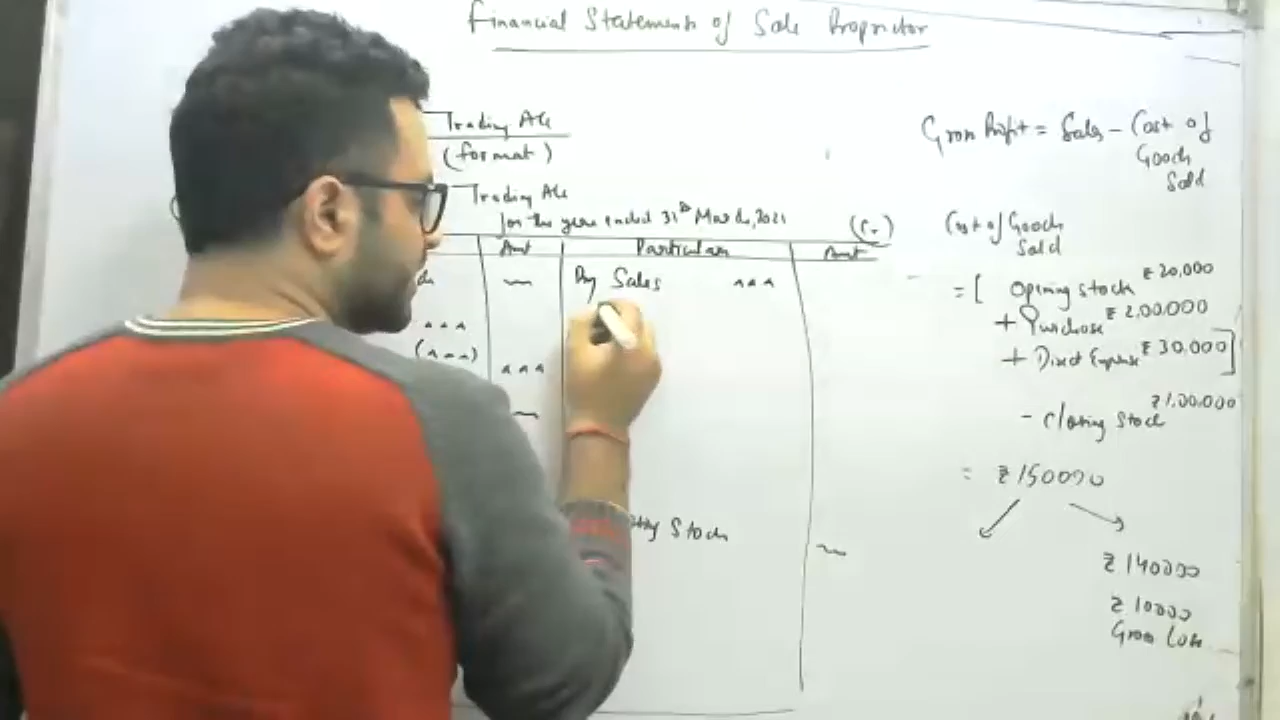 Financial Statements of Sole Proprietor
Trading A/c
(format)
Trading A/c
for the year ended 31st March, 2021
(Cr.)
Amt Particulars Amt
By Sales ^^^
^^^
(^^^)
^^^
Stock
Gross Profit = Sales - Cost of
Goods
Sold
Cost of Goods
Sold
= [ Opening Stock ₹ 20,000
+ Purchase ₹ 2,00,000
+ Direct Expense ₹ 30,000 ]
- Closing Stock ₹ 1,00,000
= ₹ 150000
₹ 140000
₹ 10000
Gross Loss